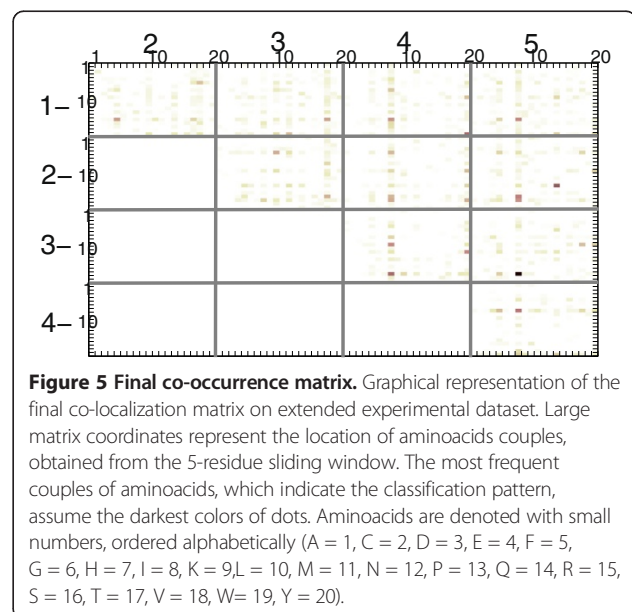 2 3 4 5
1 10 20 10 20 10 20 10 20
1– 1 10
2– 1 10
3– 1 10
4– 1 10
Figure 5 Final co-occurrence matrix. Graphical representation of the
final co-localization matrix on extended experimental dataset. Large
matrix coordinates represent the location of aminoacids couples,
obtained from the 5-residue sliding window. The most frequent
couples of aminoacids, which indicate the classification pattern,
assume the darkest colors of dots. Aminoacids are denoted with small
numbers, ordered alphabetically (A = 1, C = 2, D = 3, E = 4, F = 5,
G = 6, H = 7, I = 8, K = 9,L = 10, M = 11, N = 12, P = 13, Q = 14, R = 15,
S = 16, T = 17, V = 18, W= 19, Y = 20).